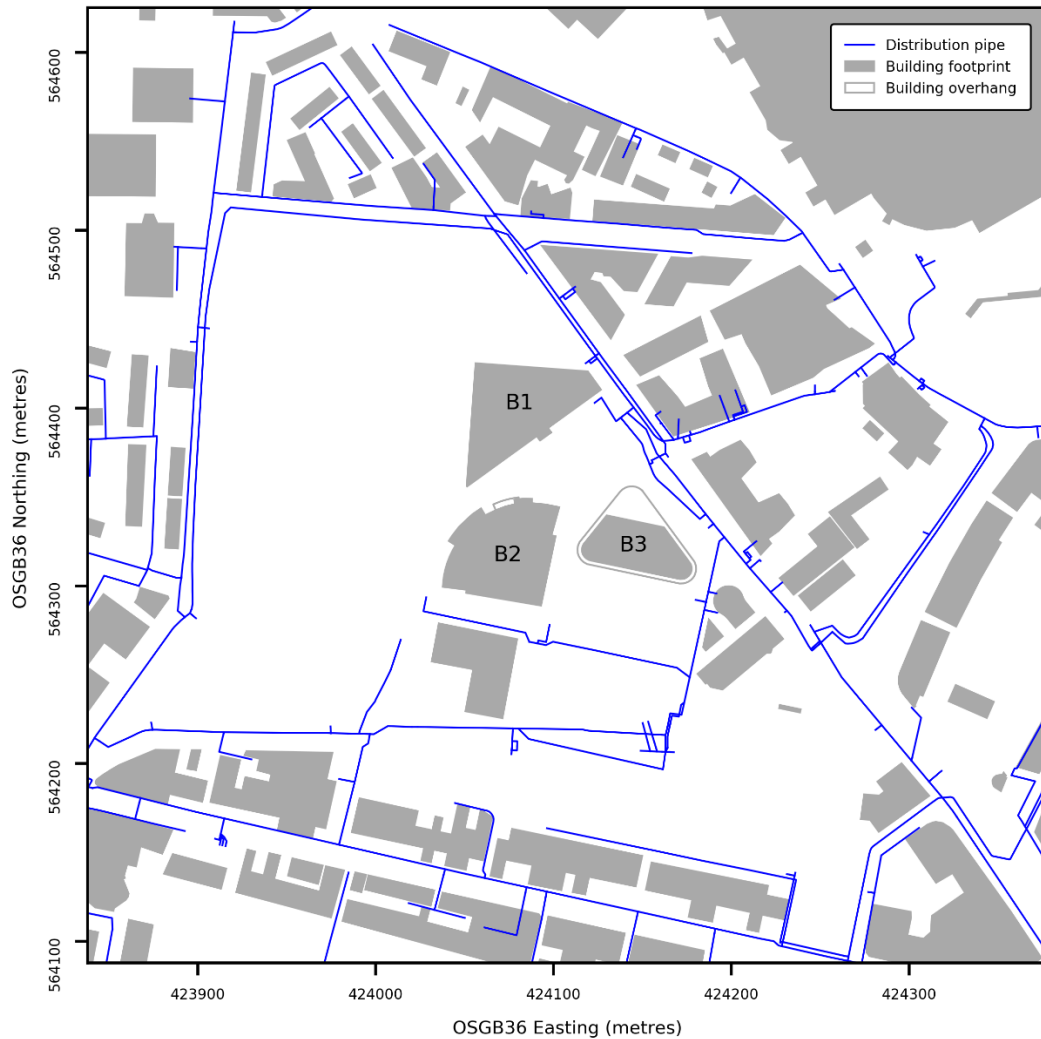 Distribution pipe
Building footprint
Building overhang
B1
B2
B3
OSGB36 Northing (metres)
564600
564500
564400
564300
564200
564100
423900 424000 424100 424200 424300
OSGB36 Easting (metres)